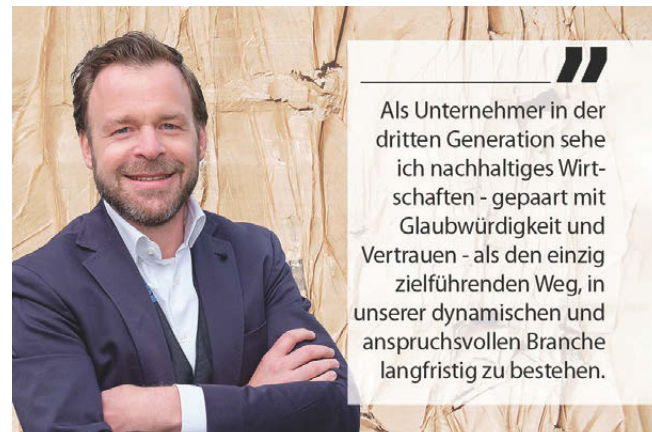 "
Als Unternehmer in der
dritten Generation sehe
ich nachhaltiges Wirt-
schaften - gepaart mit
Glaubwürdigkeit und
Vertrauen - als den einzig
zielführenden Weg, in
unserer dynamischen und
anspruchsvollen Branche
langfristig zu bestehen.